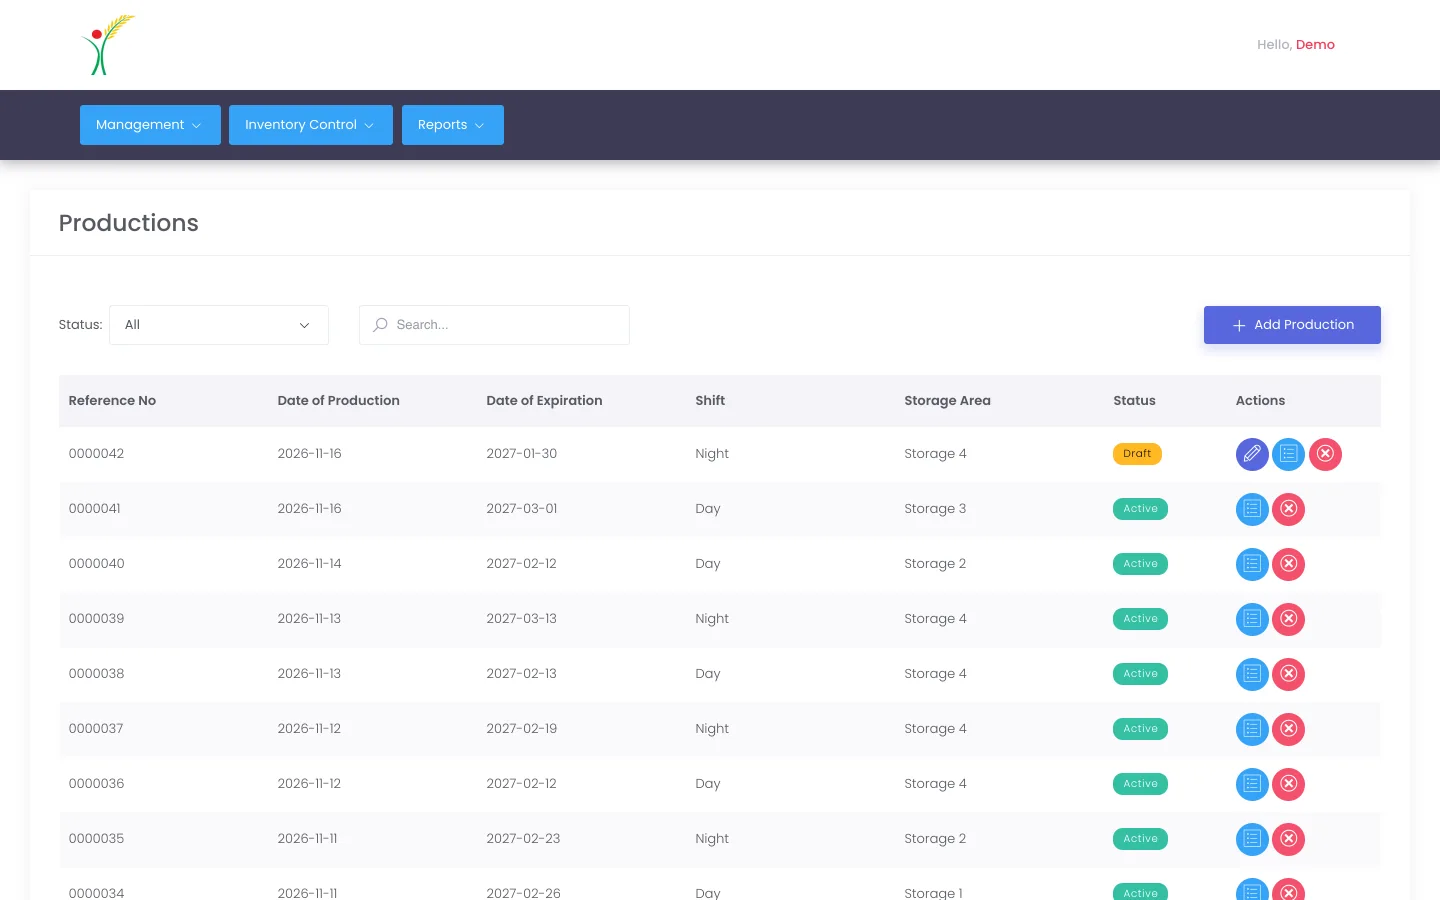 Hello, Demo
Management Inventory Control Reports
Productions
Status: All Search... Add Production
Reference No Date of Production Date of Expiration Shift Storage Area Status Actions
0000042 2026-11-16 2027-01-30 Night Storage 4 Draft
0000041 2026-11-16 2027-03-01 Day Storage 3 Active
0000040 2026-11-14 2027-02-12 Day Storage 2 Active
0000039 2026-11-13 2027-03-13 Night Storage 4 Active
0000038 2026-11-13 2027-02-13 Day Storage 4 Active
0000037 2026-11-12 2027-02-19 Night Storage 4 Active
0000036 2026-11-12 2027-02-12 Day Storage 4 Active
0000035 2026-11-11 2027-02-23 Night Storage 2 Active
0000034 2026-11-11 2027-02-26 Day Storage 1 Active